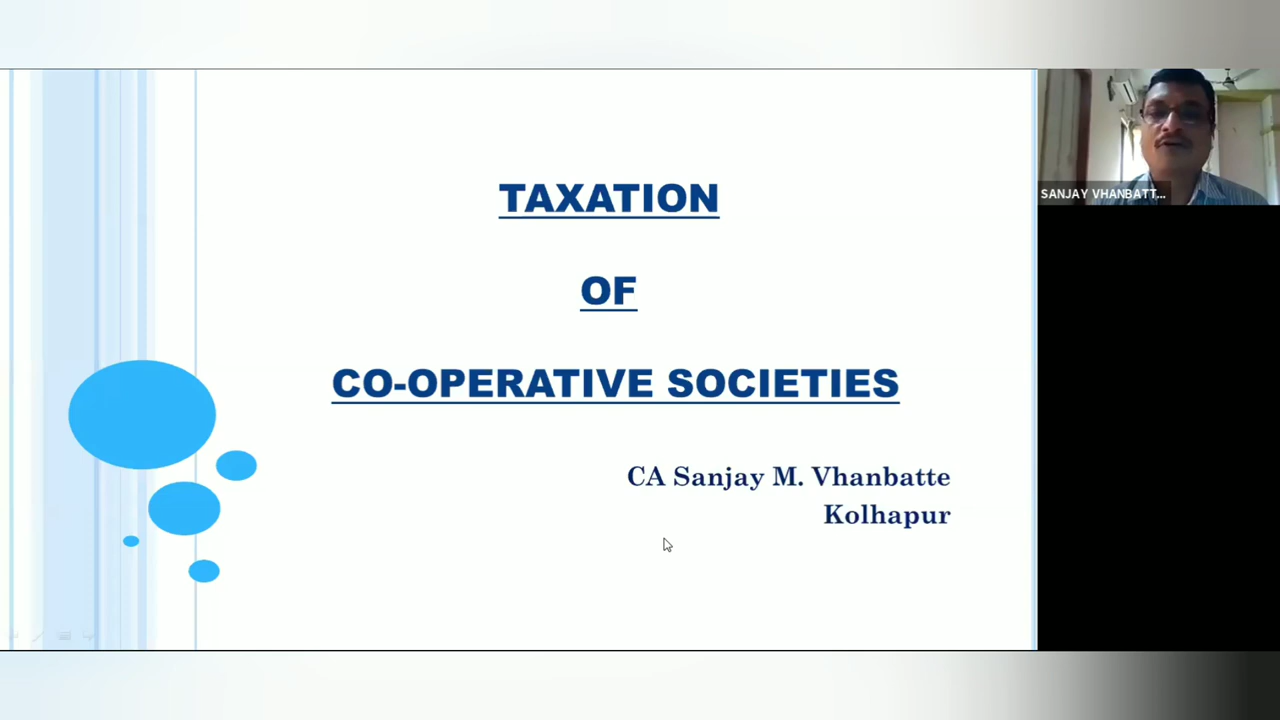 TAXATION
OF
CO-OPERATIVE SOCIETIES
CA Sanjay M. Vhanbatte
Kolhapur
SANJAY VHANBATT...